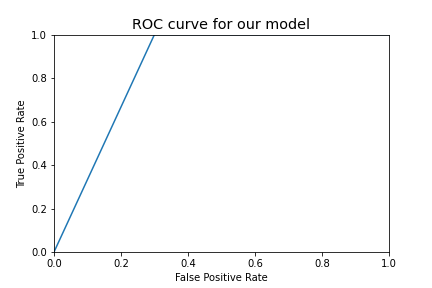 ROC curve for our model
1.0
0.8
0.6
0.4
0.2
0.0
True Positive Rate
0.0 0.2 0.4 0.6 0.8 1.0
False Positive Rate